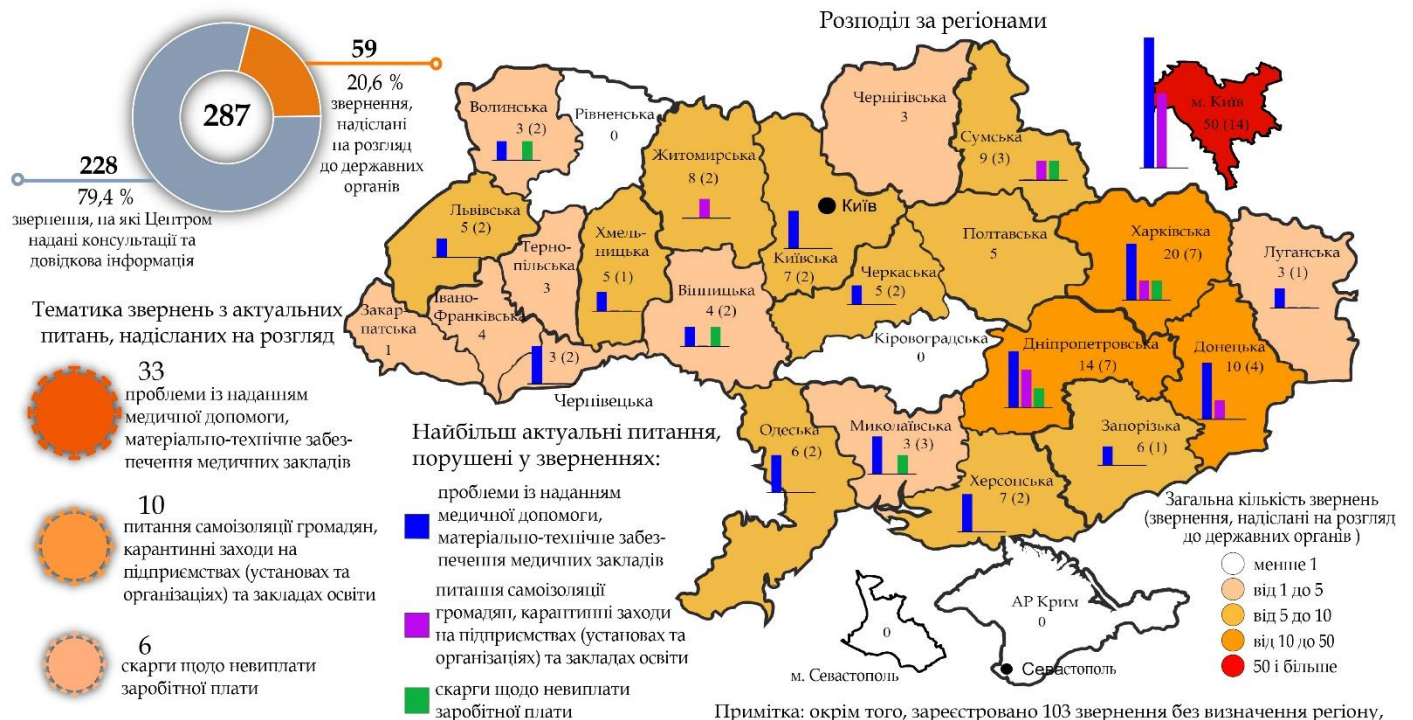 Розподіл за регіонами
287
59
20,6 %
звернення,
надіслані
на розгляд
до державних
органів
228
79,4 %
звернення, на які Центром
надані консультації та
довідкова інформація
Тематика звернень з актуальних
питань, надісланих на розгляд
33
проблеми із наданням
медичної допомоги,
матеріально-технічне забез-
печення медичних закладів
10
питання самоізоляції громадян,
карантинні заходи на
підприємствах (установах та
організаціях) та закладах освіти
6
скарги щодо невиплати
заробітної плати
Волинська
3 (2)
Рівненська
0
Житомирська
8 (2)
Чернігівська
3
Сумська
9 (3)
м. Київ
50 (14)
Львівська
5 (2)
Терно-
пільська
3
Хмель-
ницька
5 (1)
Київ
Київська
7 (2)
Полтавська
5
Харківська
20 (7)
Луганська
3 (1)
Закар-
патська
1
Івано-
Франківська
4
Вінницька
4 (2)
Черкаська
5 (2)
Кіровоградська
0
Дніпропетровська
14 (7)
Донецька
10 (4)
3 (2)
Чернівецька
Одеська
6 (2)
Миколаївська
3 (3)
Запорізька
6 (1)
Херсонська
7 (2)
АР Крим
0
Севастополь
0
м. Севастополь
Найбільш актуальні питання,
порушені у зверненнях:
проблеми із наданням
медичної допомоги,
матеріально-технічне забез-
печення медичних закладів
питання самоізоляції
громадян, карантинні заходи
на підприємствах (установах та
організаціях) та закладах освіти
скарги щодо невиплати
заробітної плати
Загальна кількість звернень
(звернення, надіслані на розгляд
до державних органів )
менше 1
від 1 до 5
від 5 до 10
від 10 до 50
50 і більше
Примітка: окрім того, зареєстровано 103 звернення без визначення регіону,